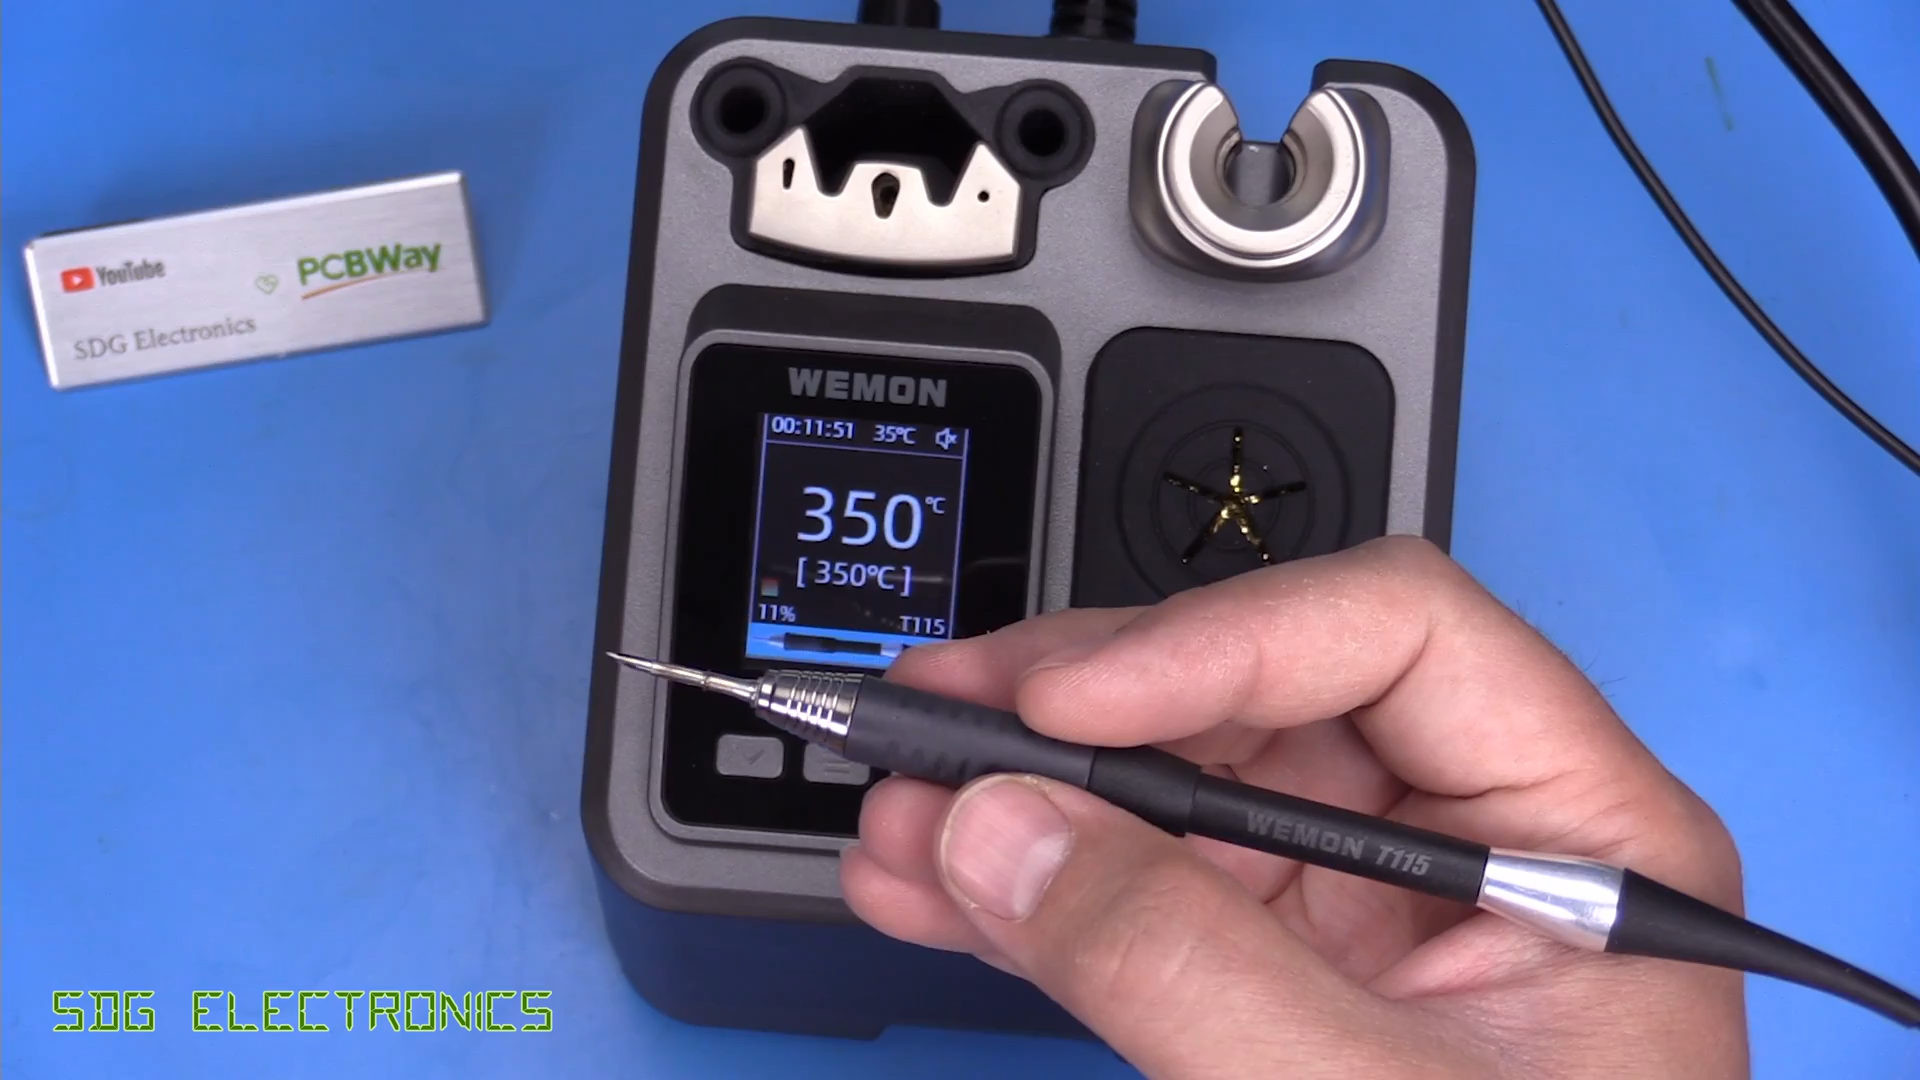 YouTube PCBWay
SDG Electronics
WEMON
00:11:51 35℃
350℃
[ 350℃ ]
11% T115
WEMON T115
SDG ELECTRONICS